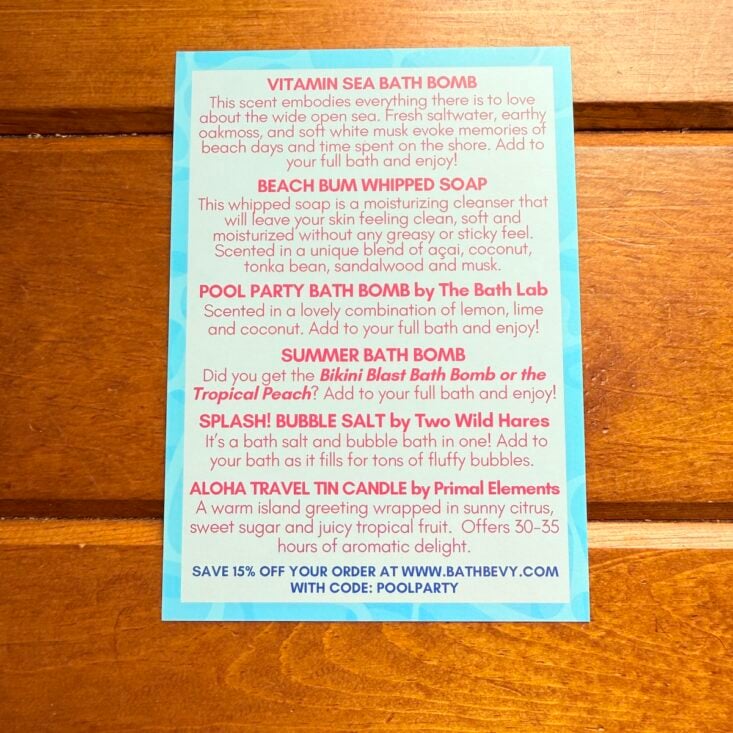 VITAMIN SEA BATH BOMB
This scent embodies everything there is to love
about the wide open sea. Fresh saltwater, earthy
oakmoss, and soft white musk evoke memories of
beach days and time spent on the shore. Add to
your full bath and enjoy!
BEACH BUM WHIPPED SOAP
This whipped soap is a moisturizing cleanser that
will leave your skin feeling clean, soft and
moisturized without any greasy or sticky feel.
Scented in a unique blend of açai, coconut,
tonka bean, sandalwood and musk.
POOL PARTY BATH BOMB by The Bath Lab
Scented in a lovely combination of lemon, lime
and coconut. Add to your full bath and enjoy!
SUMMER BATH BOMB
Did you get the Bikini Blast Bath Bomb or the
Tropical Peach? Add to your full bath and enjoy!
SPLASH! BUBBLE SALT by Two Wild Hares
It's a bath salt and bubble bath in one! Add to
your bath as it fills for tons of fluffy bubbles.
ALOHA TRAVEL TIN CANDLE by Primal Elements
A warm island greeting wrapped in sunny citrus,
sweet sugar and juicy tropical fruit. Offers 30-35
hours of aromatic delight.
SAVE 15% OFF YOUR ORDER AT WWW.BATHBEVY.COM
WITH CODE: POOLPARTY